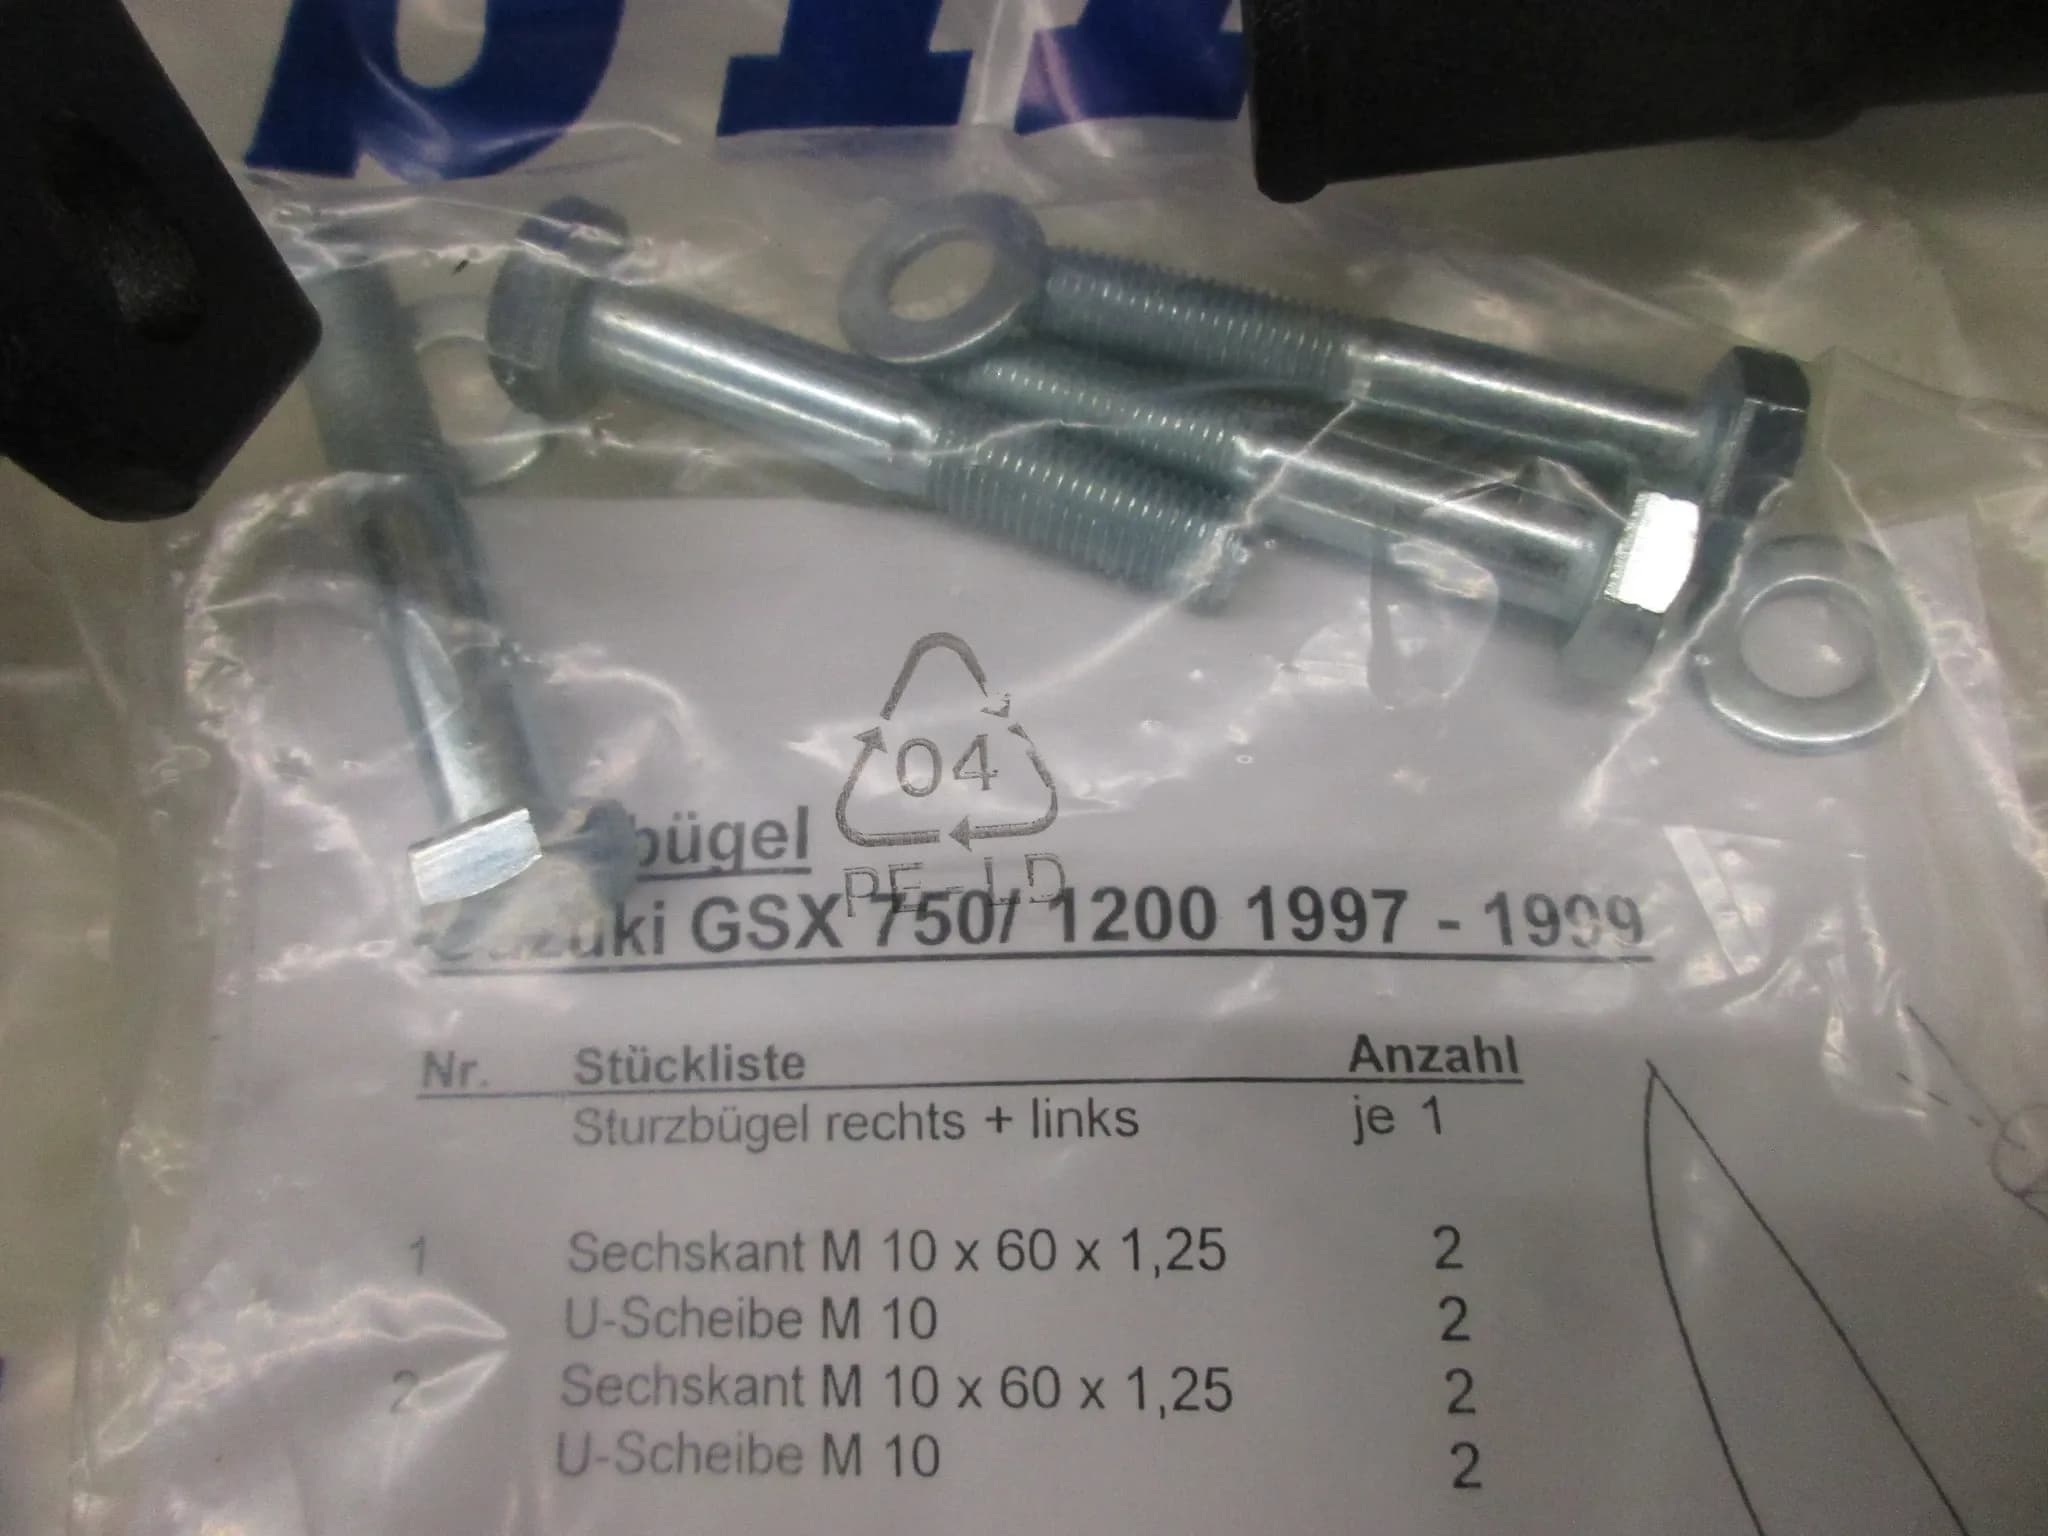 04
PE-LD
bügel
Suzuki GSX 750/ 1200 1997 - 1999
Nr. Stückliste Anzahl
Sturzbügel rechts + links je 1
1 Sechskant M 10 x 60 x 1,25 2
U-Scheibe M 10 2
2 Sechskant M 10 x 60 x 1,25 2
U-Scheibe M 10 2